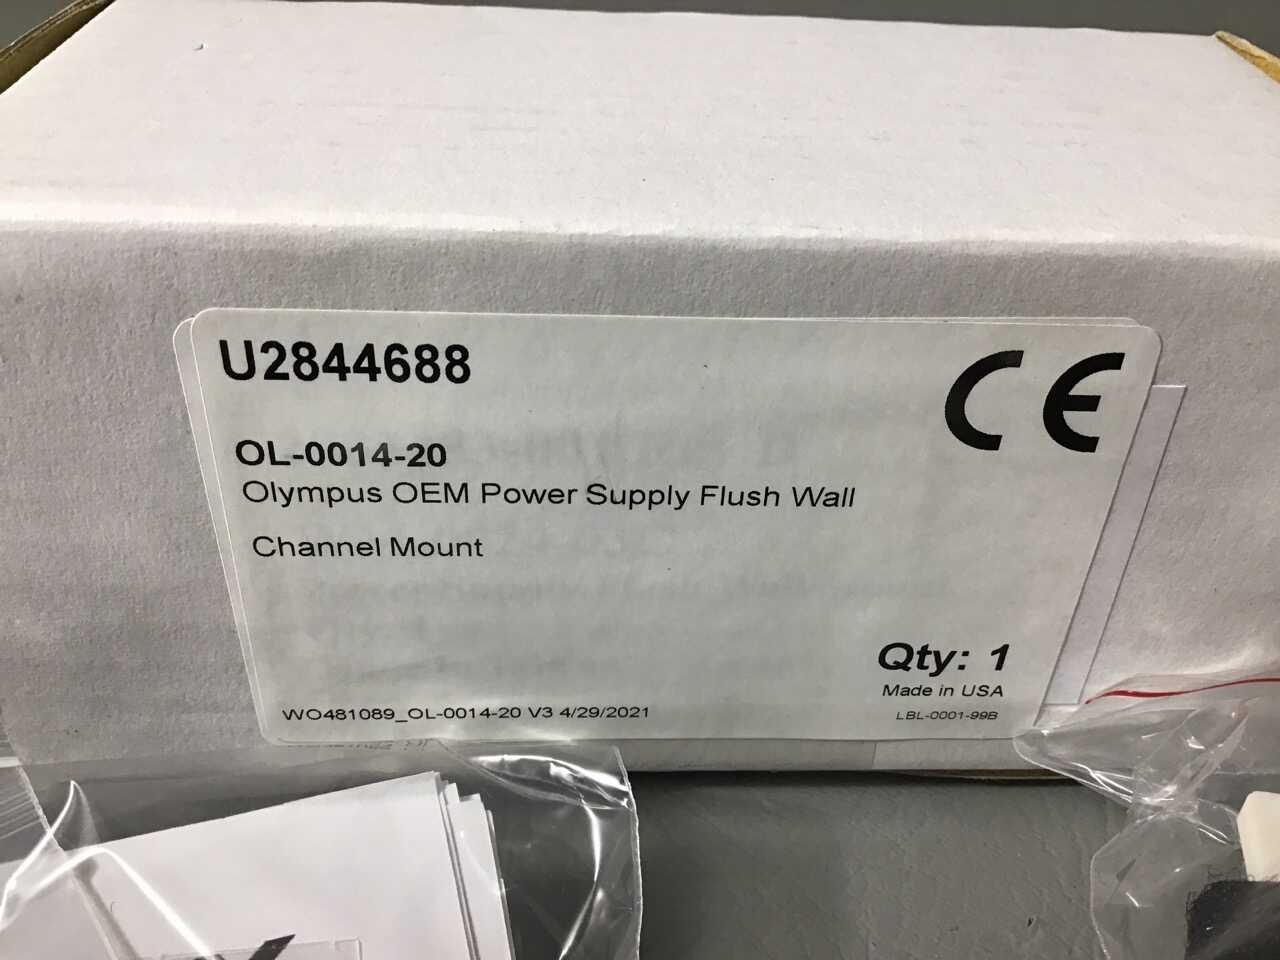 U2844688
CE
OL-0014-20
Olympus OEM Power Supply Flush Wall
Channel Mount
Qty: 1
Made in USA
WO481089_OL-0014-20 V3 4/29/2021
LBL-0001-99B